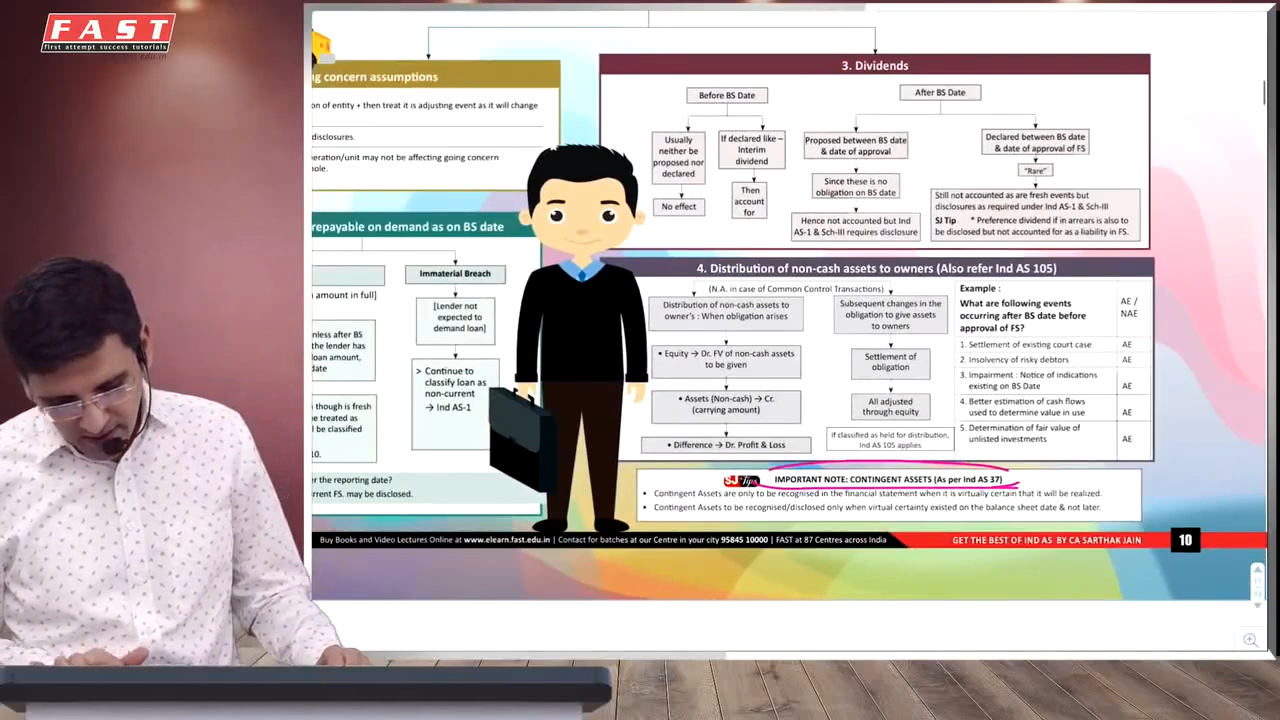 FAST
first attempt success tutorials
ng concern assumptions
on of entity + then treat it is adjusting event as it will change
disclosures.
eration/unit may not be affecting going concern
ole.
repayable on demand as on BS date
amount in full]
nless after BS
the lender has
loan amount,
date
though is fresh
be treated as
l be classified
10.
Immaterial Breach
[Lender not
expected to
demand loan]
> Continue to
classify loan as
non-current
→ Ind AS-1
er the reporting date?
rrent FS. may be disclosed.
3. Dividends
Before BS Date
Usually
neither be
proposed nor
declared
No effect
If declared like –
Interim
dividend
Then
account
for
After BS Date
Proposed between BS date
& date of approval
Since these is no
obligation on BS date
Hence not accounted but Ind
AS-1 & Sch-III requires disclosure
Declared between BS date
& date of approval of FS
"Rare"
Still not accounted as are fresh events but
disclosures as required under Ind AS-1 & Sch-III
SJ Tip * Preference dividend if in arrears is also to
be disclosed but not accounted for as a liability in FS.
4. Distribution of non-cash assets to owners (Also refer Ind AS 105)
(N.A. in case of Common Control Transactions)
Distribution of non-cash assets to
owner's : When obligation arises
• Equity → Dr. FV of non-cash assets
to be given
• Assets (Non-cash) → Cr.
(carrying amount)
• Difference → Dr. Profit & Loss
Subsequent changes in the
obligation to give assets
to owners
Settlement of
obligation
All adjusted
through equity
if classified as held for distribution,
Ind AS 105 applies
Example :
What are following events
occurring after BS date before
approval of FS?
AE /
NAE
1. Settlement of existing court case AE
2. Insolvency of risky debtors AE
3. Impairment : Notice of indications
existing on BS Date AE
4. Better estimation of cash flows
used to determine value in use AE
5. Determination of fair value of
unlisted investments AE
SJ Tips IMPORTANT NOTE: CONTINGENT ASSETS (As per Ind AS 37)
• Contingent Assets are only to be recognised in the financial statement when it is virtually certain that it will be realized.
• Contingent Assets to be recognised/disclosed only when virtual certainty existed on the balance sheet date & not later.
Buy Books and Video Lectures Online at www.elearn.fast.edu.in | Contact for batches at our Centre in your city 95845 10000 | FAST at 87 Centres across India
GET THE BEST OF IND AS BY CA SARTHAK JAIN
10